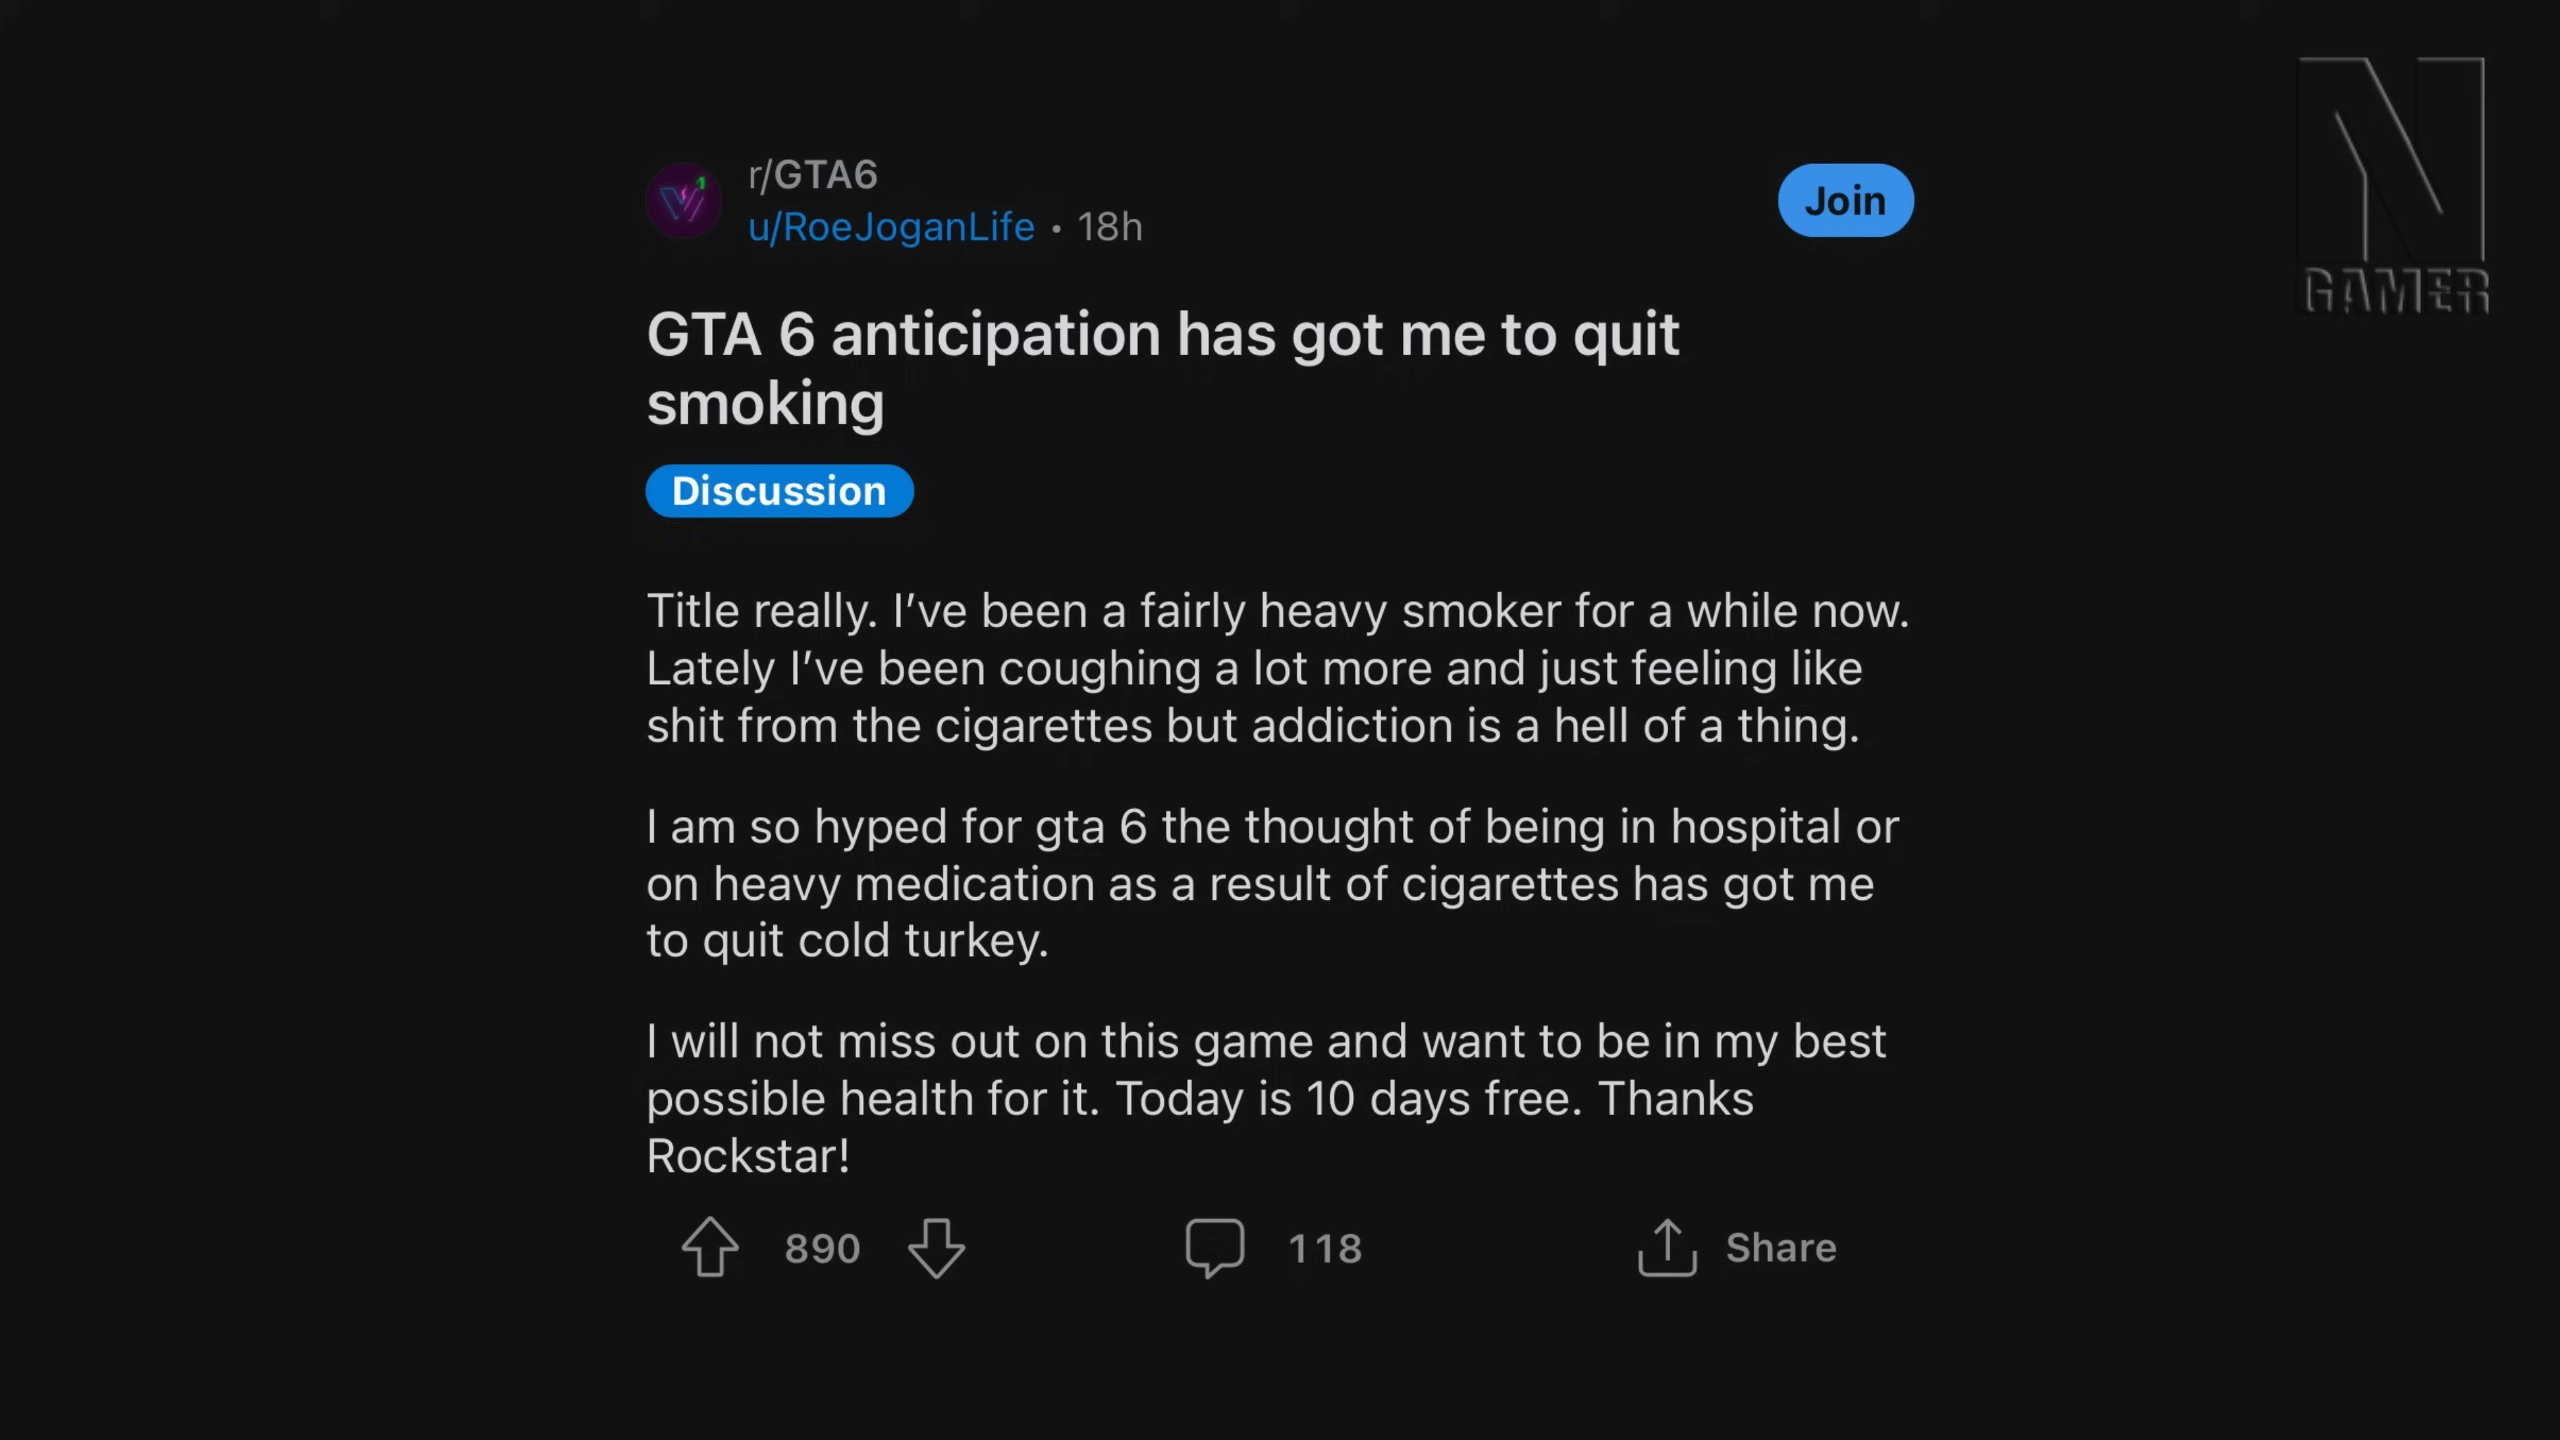 r/GTA6
u/RoeJoganLife • 18h
Join
N
GAMER
GTA 6 anticipation has got me to quit
smoking
Discussion
Title really. I’ve been a fairly heavy smoker for a while now.
Lately I’ve been coughing a lot more and just feeling like
shit from the cigarettes but addiction is a hell of a thing.
I am so hyped for gta 6 the thought of being in hospital or
on heavy medication as a result of cigarettes has got me
to quit cold turkey.
I will not miss out on this game and want to be in my best
possible health for it. Today is 10 days free. Thanks
Rockstar!
890
118
Share